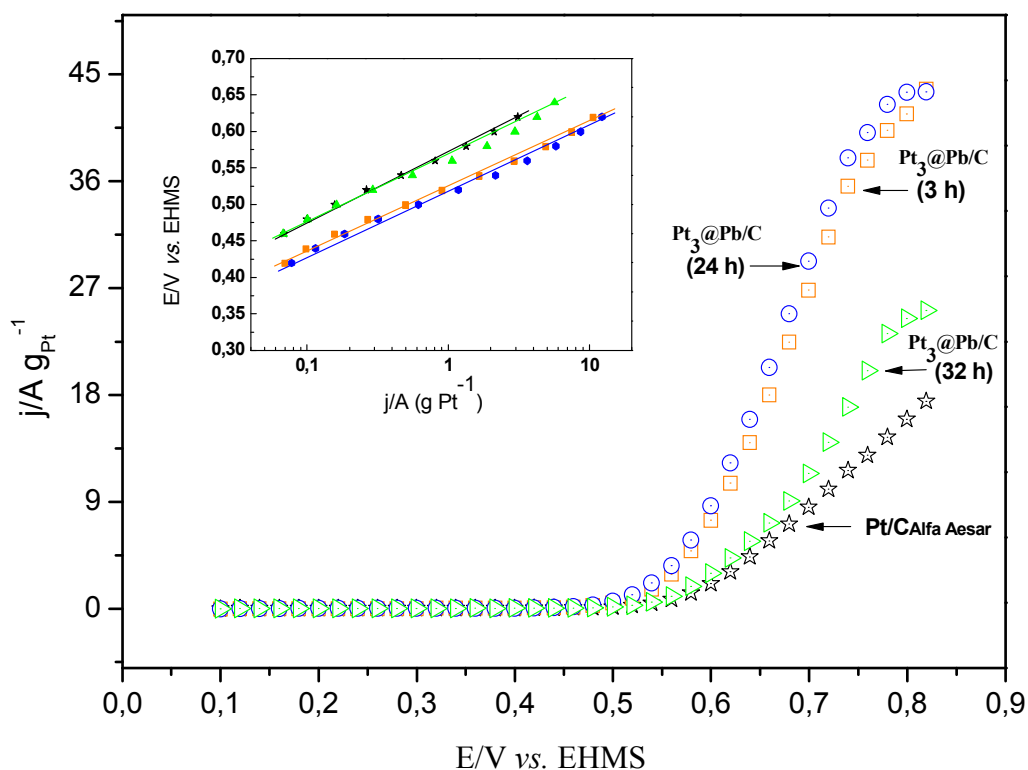 45
36
27
18
9
0
j/A g_Pt^-1
0,0 0,1 0,2 0,3 0,4 0,5 0,6 0,7 0,8 0,9
E/V vs. EHMS
0,70
0,65
0,60
0,55
0,50
0,45
0,40
0,35
0,30
E/V vs. EHMS
0,1 1 10
j/A (g Pt^-1)
Pt3@Pb/C
(3 h)
Pt3@Pb/C
(24 h)
Pt3@Pb/C
(32 h)
Pt/CAlfa Aesar